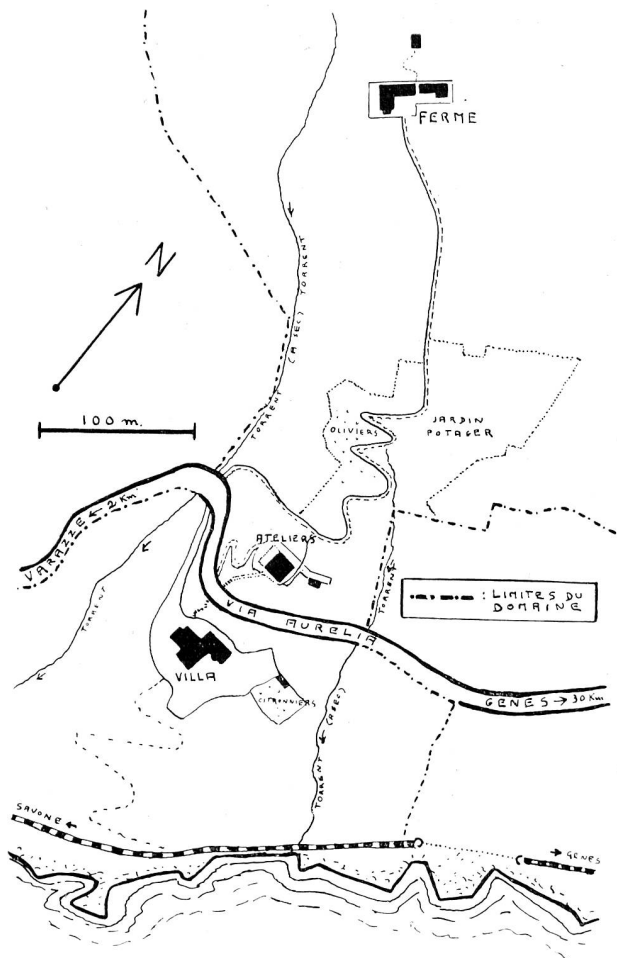 FERME
N
TORRENT
(A SEC)
TORRENT
100 m.
OLIVIERS
JARDIN
POTAGER
VARAZZE ← 2 Km
ATELIERS
TORRENT
: LIMITES DU
DOMAINE
TORRENT
VIA AURELIA
VILLA
CITRONNIERS
GENES → 30 Km
TORRENT (A SEC)
SAVONE ←
→ GENES